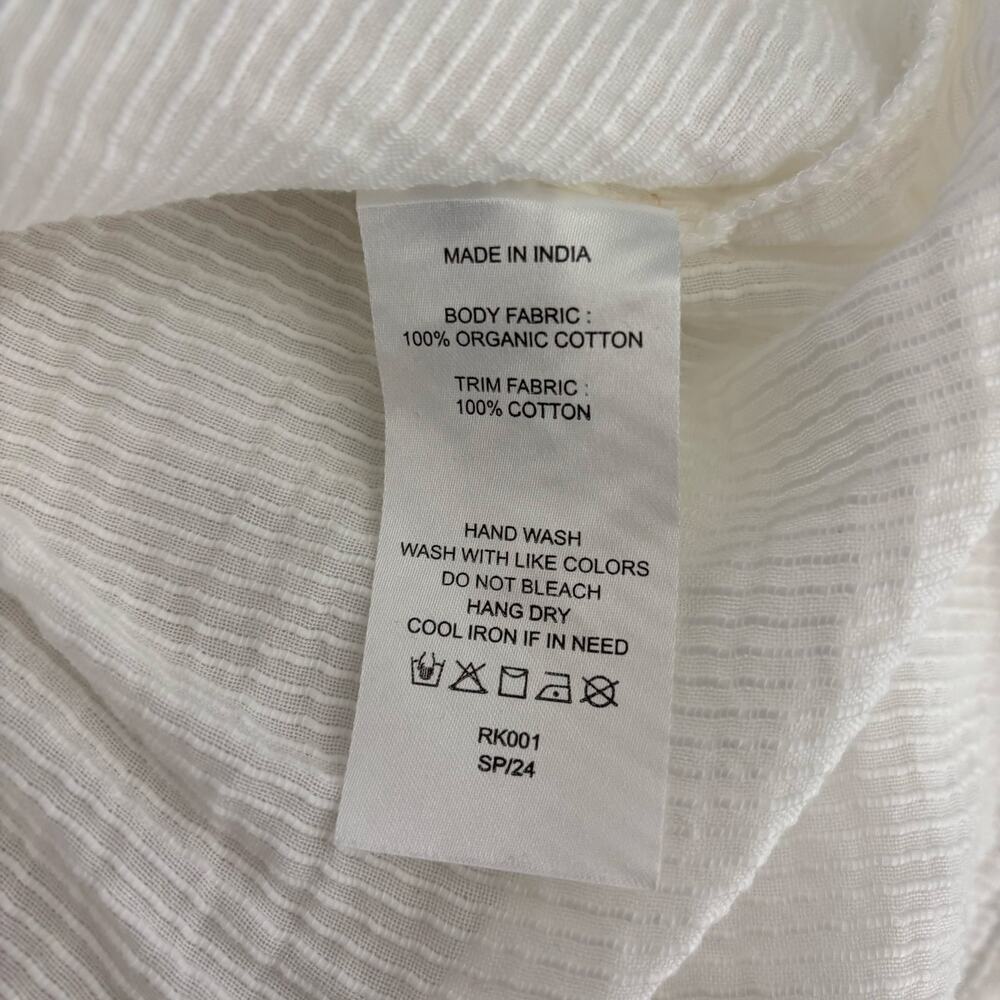 MADE IN INDIA
BODY FABRIC :
100% ORGANIC COTTON
TRIM FABRIC :
100% COTTON
HAND WASH
WASH WITH LIKE COLORS
DO NOT BLEACH
HANG DRY
COOL IRON IF IN NEED
RK001
SP/24